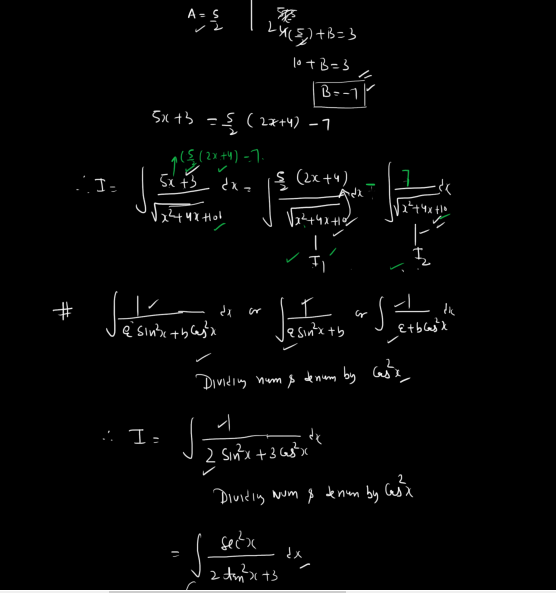 A = 5/2
2 4(5/2) + B = 3
10 + B = 3
B = -7
5x + 3 = 5/2 (2x+4) - 7
(5/2 (2x+4) - 7.
∴ I = ∫ (5x+3)/√(x²+4x+10) dx = ∫ (5/2 (2x+4))/√(x²+4x+10) dx - ∫ 7/√(x²+4x+10) dx
I₁ I₂
# ∫ 1/(a sin²x + b cos²x) dx or ∫ 1/(a sin²x + b) or ∫ 1/(a + b cos²x) dx
Dividing num & denum by cos²x
∴ I = ∫ 1/(2 sin²x + 3 cos²x) dx
Dividing num & denum by cos²x
= ∫ sec²x/(2 tan²x + 3) dx